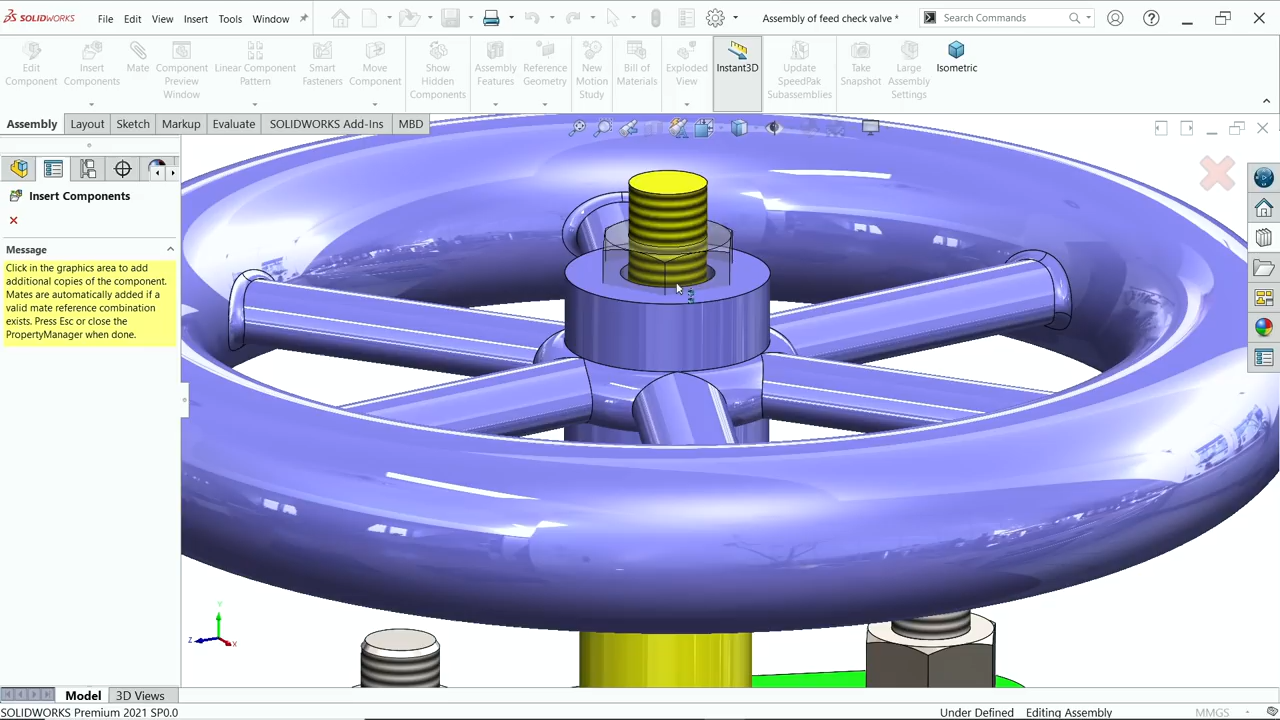 SOLIDWORKS
File
Edit
View
Insert
Tools
Window
Assembly of feed check valve *
Search Commands
Edit
Component
Insert
Components
Mate
Component
Preview
Window
Linear Component
Pattern
Smart
Fasteners
Move
Component
Show
Hidden
Components
Assembly
Features
Reference
Geometry
New
Motion
Study
Bill of
Materials
Exploded
View
Instant3D
Update
SpeedPak
Subassemblies
Take
Snapshot
Large
Assembly
Settings
Isometric
Assembly
Layout
Sketch
Markup
Evaluate
SOLIDWORKS Add-Ins
MBD
Insert Components
Message
Click in the graphics area to add
additional copies of the component.
Mates are automatically added if a
valid mate reference combination
exists. Press Esc or close the
PropertyManager when done.
Y
Z
X
Model
3D Views
SOLIDWORKS Premium 2021 SP0.0
Under Defined
Editing Assembly
MMGS